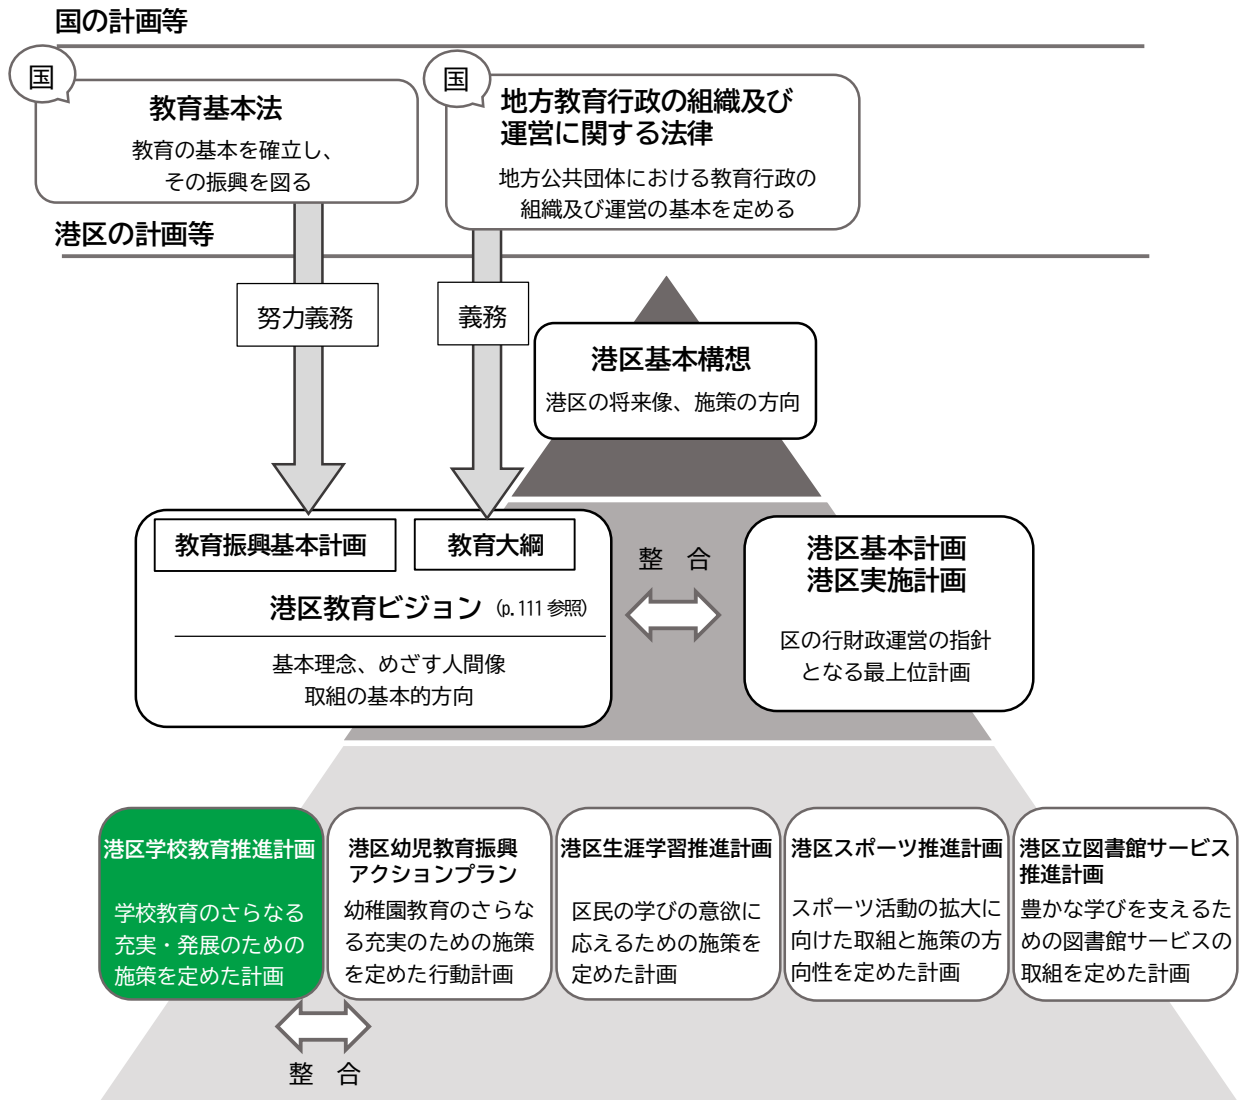 国の計画等
国
教育基本法
教育の基本を確立し、
その振興を図る
国
地方教育行政の組織及び
運営に関する法律
地方公共団体における教育行政の
組織及び運営の基本を定める
港区の計画等
努力義務
義務
港区基本構想
港区の将来像、施策の方向
教育振興基本計画
教育大綱
港区教育ビジョン (p.111 参照)
基本理念、めざす人間像
取組の基本的方向
整 合
港区基本計画
港区実施計画
区の行財政運営の指針
となる最上位計画
港区学校教育推進計画
学校教育のさらなる
充実・発展のための
施策を定めた計画
港区幼児教育振興
アクションプラン
幼稚園教育のさらな
る充実のための施策
を定めた行動計画
港区生涯学習推進計画
区民の学びの意欲に
応えるための施策を
定めた計画
港区スポーツ推進計画
スポーツ活動の拡大に
向けた取組と施策の方
向性を定めた計画
港区立図書館サービス
推進計画
豊かな学びを支えるた
めの図書館サービスの
取組を定めた計画
整 合